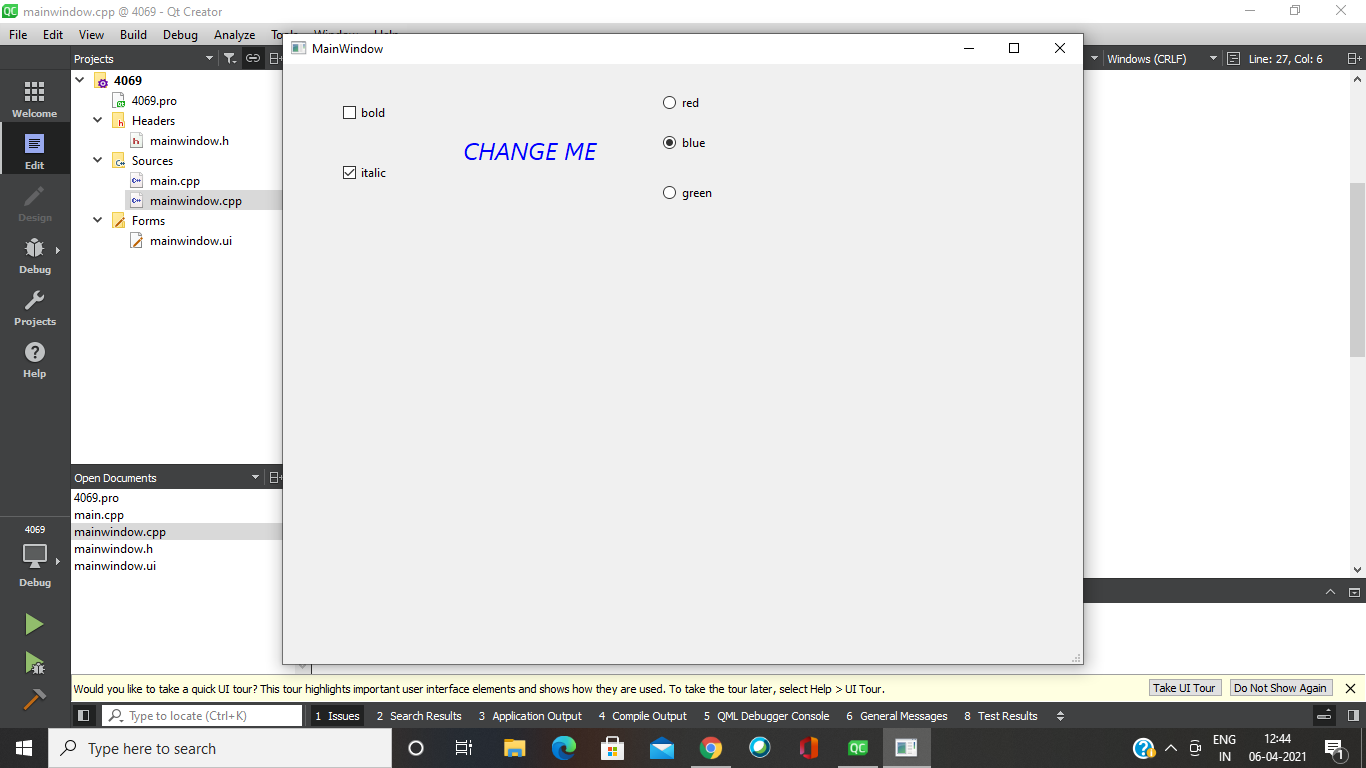 mainwindow.cpp @ 4069 - Qt Creator
File Edit View Build Debug Analyze
MainWindow
Projects
Windows (CRLF)
Line: 27, Col: 6
Welcome
Edit
Design
Debug
Projects
Help
4069
4069.pro
Headers
mainwindow.h
Sources
main.cpp
mainwindow.cpp
Forms
mainwindow.ui
bold
italic
CHANGE ME
red
blue
green
Open Documents
4069.pro
main.cpp
mainwindow.cpp
mainwindow.h
mainwindow.ui
4069
Debug
Would you like to take a quick UI tour? This tour highlights important user interface elements and shows how they are used. To take the tour later, select Help > UI Tour.
Take UI Tour
Do Not Show Again
Type to locate (Ctrl+K)
1 Issues
2 Search Results
3 Application Output
4 Compile Output
5 QML Debugger Console
6 General Messages
8 Test Results
Type here to search
ENG
IN
12:44
06-04-2021
1